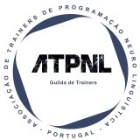 ASSOCIAÇÃO DE TRAINERS DE PROGRAMAÇÃO NEURO LINGUÍSTICA
ATPNL
Guilda de Trainers
- PORTUGAL -